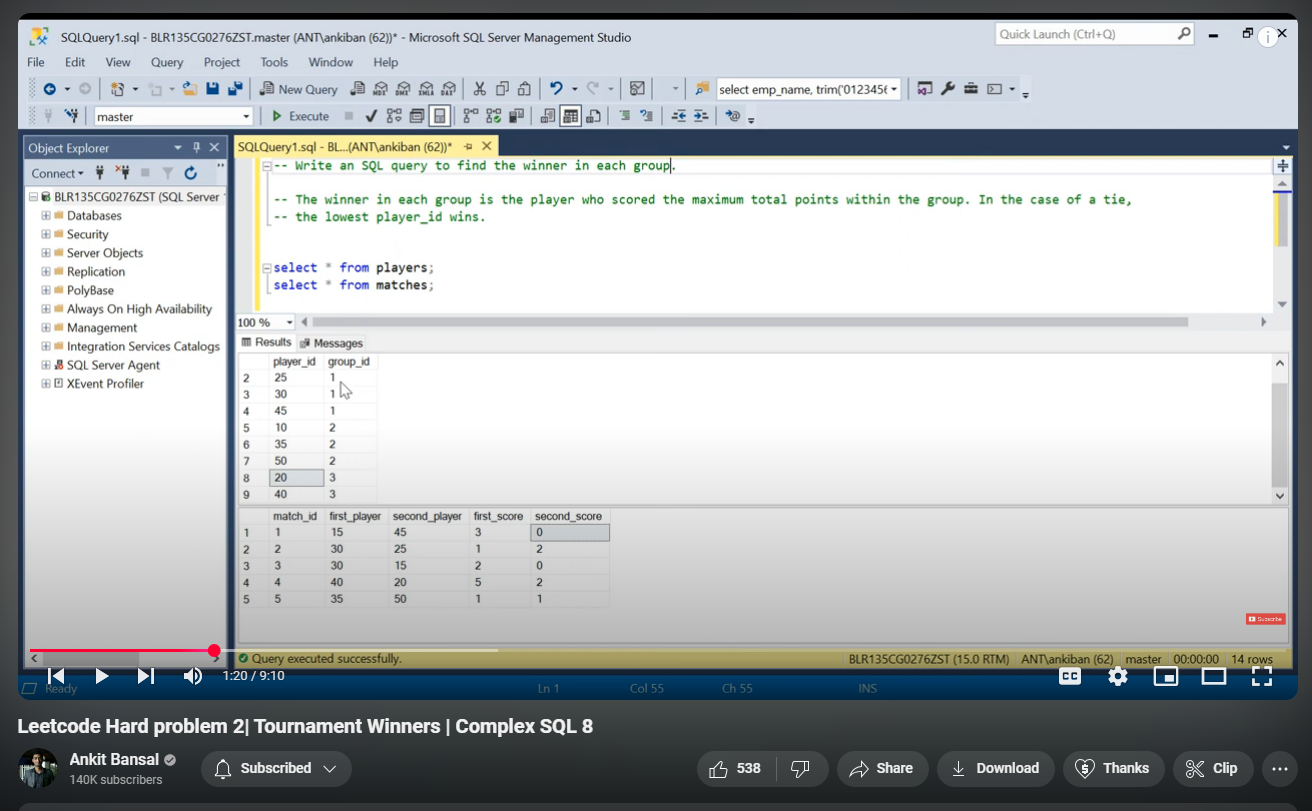 SQLQuery1.sql - BLR135CG0276ZST.master (ANT\ankiban (62))* - Microsoft SQL Server Management Studio
Quick Launch (Ctrl+Q)
File Edit View Query Project Tools Window Help
New Query
MDX DMX XMLA DAX
select emp_name, trim('0123456
master
Execute
Object Explorer
SQLQuery1.sql - BL...(ANT\ankiban (62))*
Connect
BLR135CG0276ZST (SQL Server
Databases
Security
Server Objects
Replication
PolyBase
Always On High Availability
Management
Integration Services Catalogs
SQL Server Agent
XEvent Profiler
-- Write an SQL query to find the winner in each group.
-- The winner in each group is the player who scored the maximum total points within the group. In the case of a tie,
-- the lowest player_id wins.
select * from players;
select * from matches;
100 %
Results Messages
player_id group_id
2 25 1
3 30 1
4 45 1
5 10 2
6 35 2
7 50 2
8 20 3
9 40 3
match_id first_player second_player first_score second_score
1 1 15 45 3 0
2 2 30 25 1 2
3 3 30 15 2 0
4 4 40 20 5 2
5 5 35 50 1 1
Subscribe
Query executed successfully.
BLR135CG0276ZST (15.0 RTM) ANT\ankiban (62) master 00:00:00 14 rows
1:20 / 9:10
CC
Ready Ln 1 Col 55 Ch 55 INS
Leetcode Hard problem 2| Tournament Winners | Complex SQL 8
Ankit Bansal
140K subscribers
Subscribed
538
Share
Download
Thanks
Clip